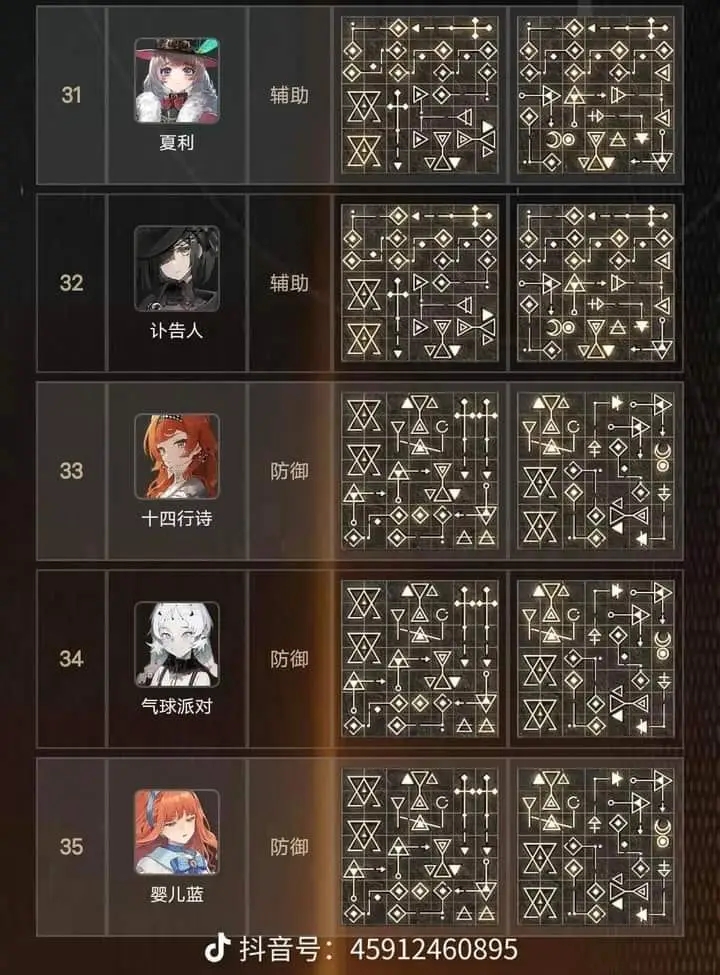 31
夏利
辅助
32
讣告人
辅助
33
十四行诗
防御
34
气球派对
防御
35
婴儿蓝
防御
抖音号：45912460895